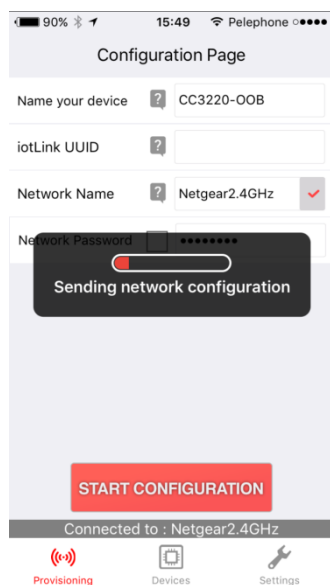 90% 15:49 Pelephone
Configuration Page
Name your device ? CC3220-OOB
iotLink UUID ?
Network Name ? Netgear2.4GHz
Network Password ••••••••
Sending network configuration
START CONFIGURATION
Connected to : Netgear2.4GHz
Provisioning Devices Settings